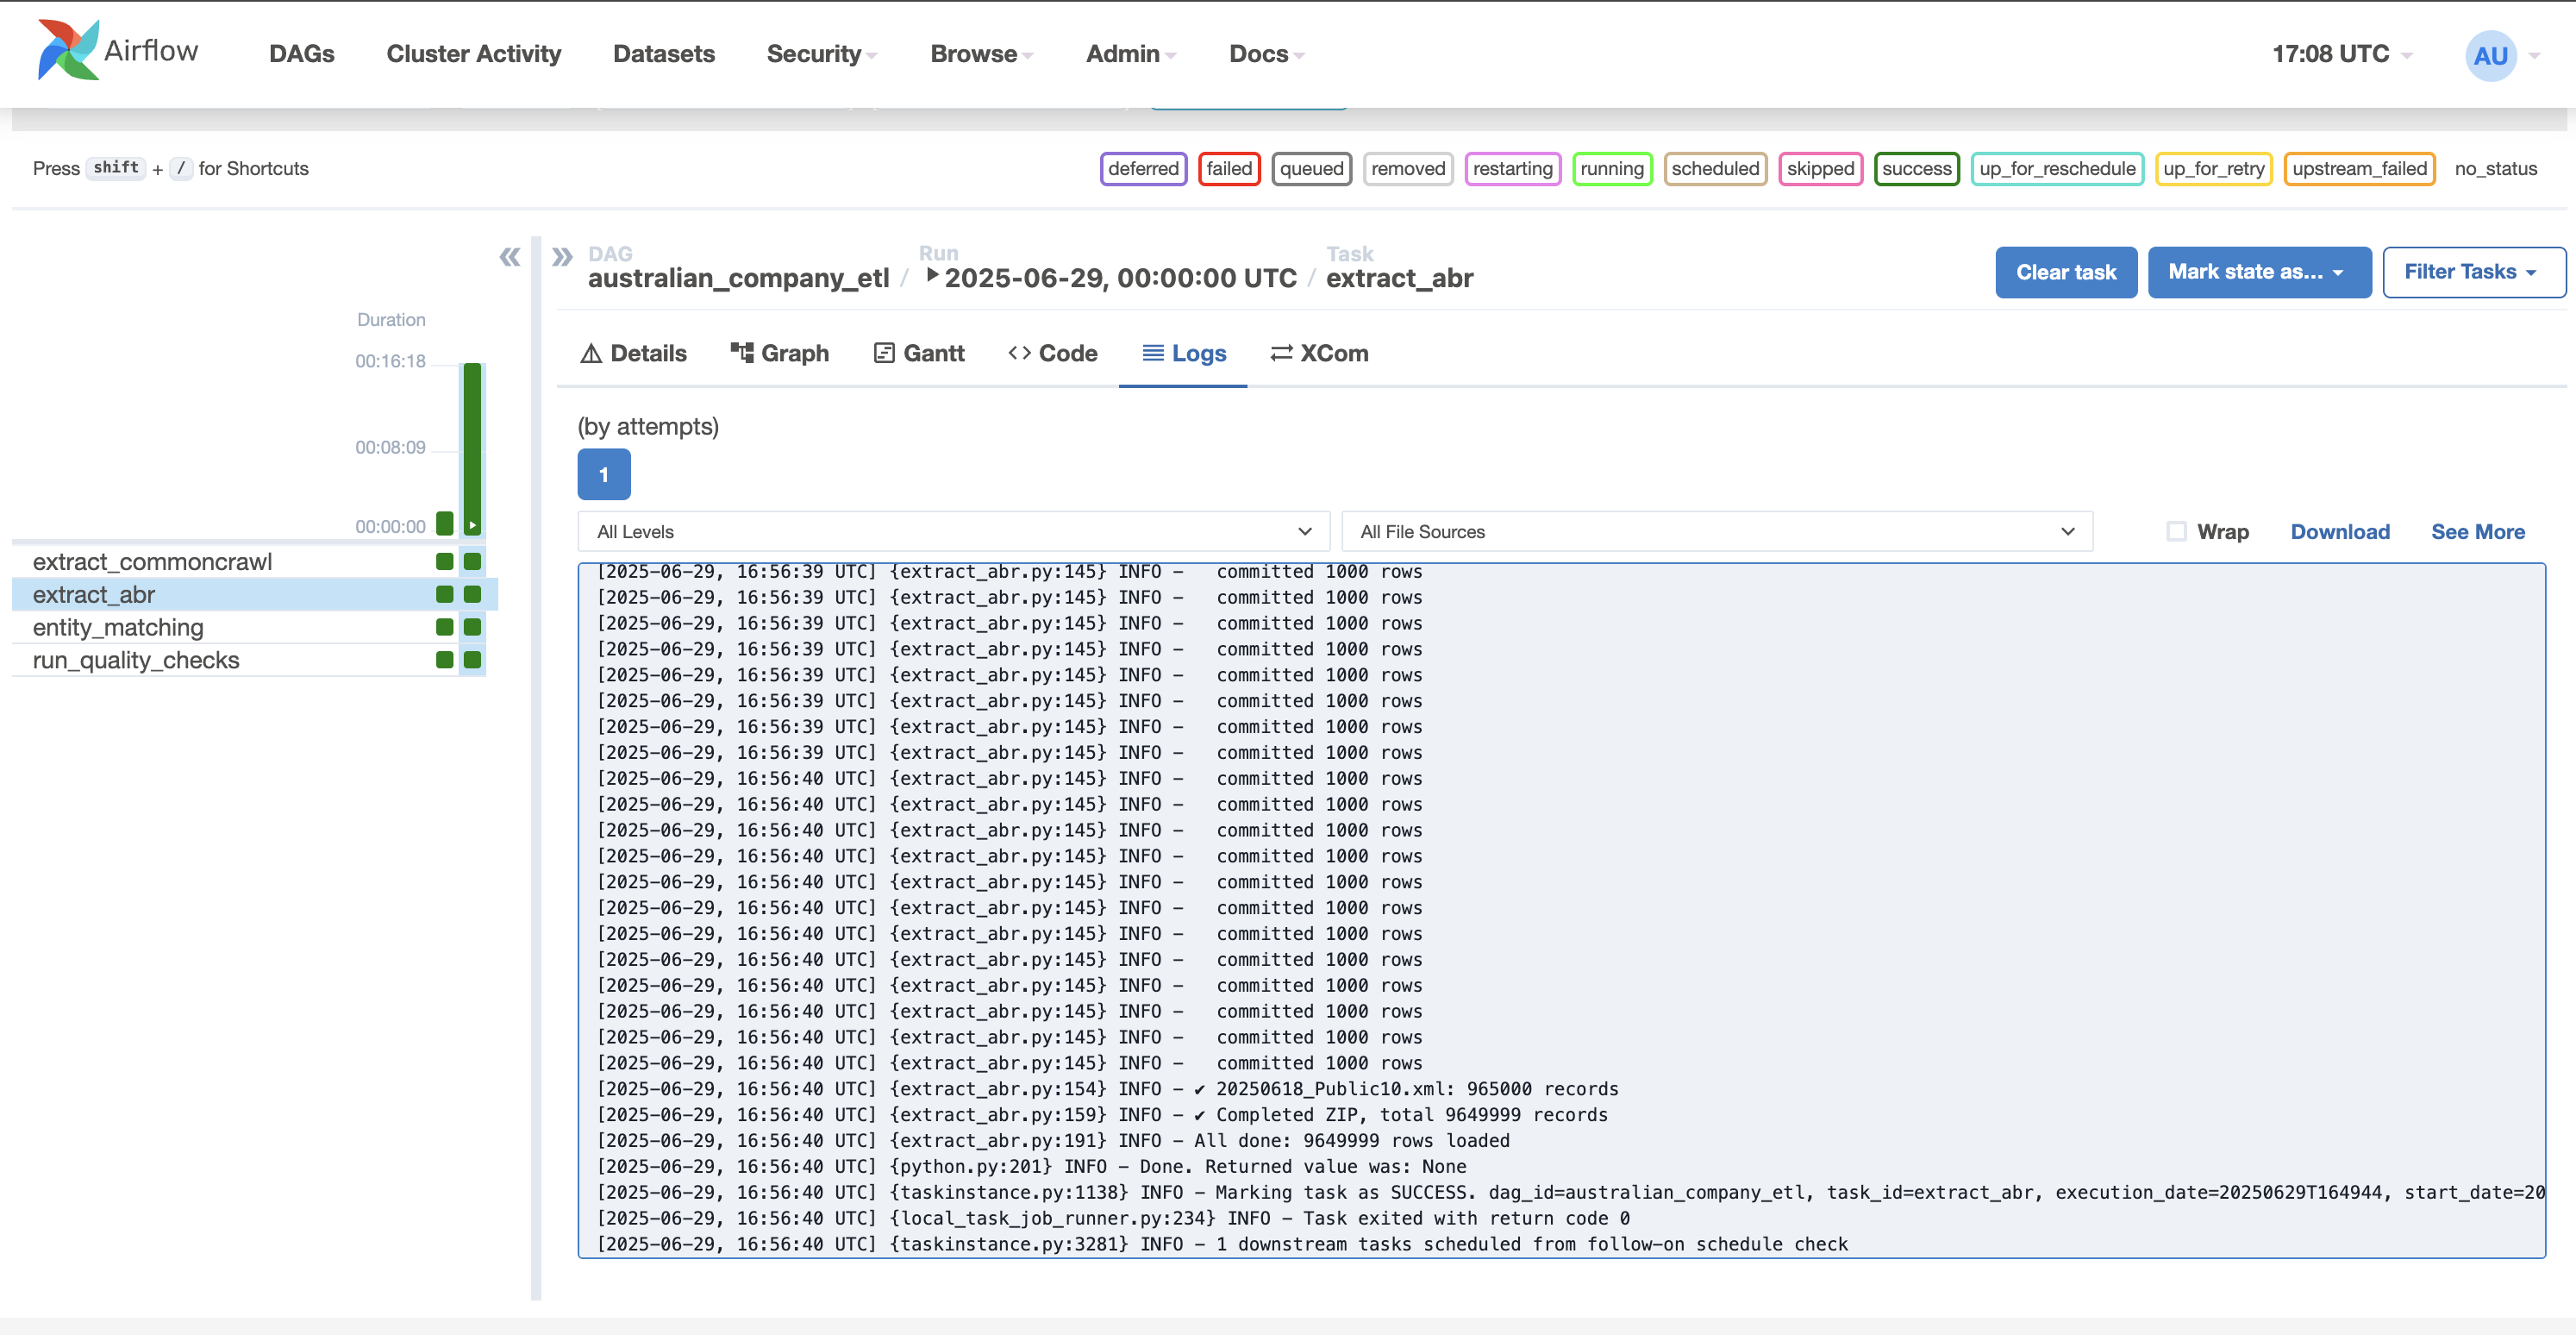 Airflow DAGs Cluster Activity Datasets Security Browse Admin Docs 17:08 UTC AU
Press shift + / for Shortcuts deferred failed queued removed restarting running scheduled skipped success up_for_reschedule up_for_retry upstream_failed no_status
Duration
00:16:18
00:08:09
00:00:00
extract_commoncrawl
extract_abr
entity_matching
run_quality_checks
DAG Run Task
australian_company_etl / 2025-06-29, 00:00:00 UTC / extract_abr
Clear task Mark state as... Filter Tasks
Details Graph Gantt Code Logs XCom
(by attempts)
1
All Levels All File Sources Wrap Download See More
[2025-06-29, 16:56:39 UTC] {extract_abr.py:145} INFO - committed 1000 rows
[2025-06-29, 16:56:39 UTC] {extract_abr.py:145} INFO - committed 1000 rows
[2025-06-29, 16:56:39 UTC] {extract_abr.py:145} INFO - committed 1000 rows
[2025-06-29, 16:56:39 UTC] {extract_abr.py:145} INFO - committed 1000 rows
[2025-06-29, 16:56:39 UTC] {extract_abr.py:145} INFO - committed 1000 rows
[2025-06-29, 16:56:39 UTC] {extract_abr.py:145} INFO - committed 1000 rows
[2025-06-29, 16:56:39 UTC] {extract_abr.py:145} INFO - committed 1000 rows
[2025-06-29, 16:56:39 UTC] {extract_abr.py:145} INFO - committed 1000 rows
[2025-06-29, 16:56:40 UTC] {extract_abr.py:145} INFO - committed 1000 rows
[2025-06-29, 16:56:40 UTC] {extract_abr.py:145} INFO - committed 1000 rows
[2025-06-29, 16:56:40 UTC] {extract_abr.py:145} INFO - committed 1000 rows
[2025-06-29, 16:56:40 UTC] {extract_abr.py:145} INFO - committed 1000 rows
[2025-06-29, 16:56:40 UTC] {extract_abr.py:145} INFO - committed 1000 rows
[2025-06-29, 16:56:40 UTC] {extract_abr.py:145} INFO - committed 1000 rows
[2025-06-29, 16:56:40 UTC] {extract_abr.py:145} INFO - committed 1000 rows
[2025-06-29, 16:56:40 UTC] {extract_abr.py:145} INFO - committed 1000 rows
[2025-06-29, 16:56:40 UTC] {extract_abr.py:145} INFO - committed 1000 rows
[2025-06-29, 16:56:40 UTC] {extract_abr.py:145} INFO - committed 1000 rows
[2025-06-29, 16:56:40 UTC] {extract_abr.py:145} INFO - committed 1000 rows
[2025-06-29, 16:56:40 UTC] {extract_abr.py:145} INFO - committed 1000 rows
[2025-06-29, 16:56:40 UTC] {extract_abr.py:154} INFO - ✔ 20250618_Public10.xml: 965000 records
[2025-06-29, 16:56:40 UTC] {extract_abr.py:159} INFO - ✔ Completed ZIP, total 9649999 records
[2025-06-29, 16:56:40 UTC] {extract_abr.py:191} INFO - All done: 9649999 rows loaded
[2025-06-29, 16:56:40 UTC] {python.py:201} INFO - Done. Returned value was: None
[2025-06-29, 16:56:40 UTC] {taskinstance.py:1138} INFO - Marking task as SUCCESS. dag_id=australian_company_etl, task_id=extract_abr, execution_date=20250629T164944, start_date=20
[2025-06-29, 16:56:40 UTC] {local_task_job_runner.py:234} INFO - Task exited with return code 0
[2025-06-29, 16:56:40 UTC] {taskinstance.py:3281} INFO - 1 downstream tasks scheduled from follow-on schedule check